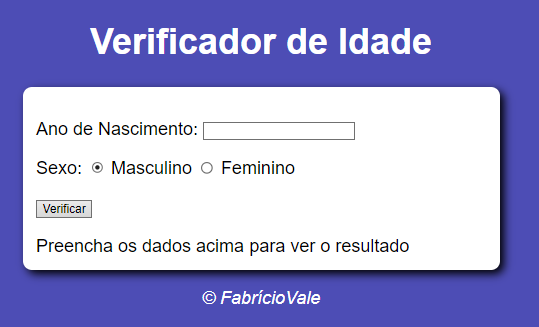 Verificador de Idade
Ano de Nascimento:
Sexo: Masculino Feminino
Verificar
Preencha os dados acima para ver o resultado
© FabrícioVale